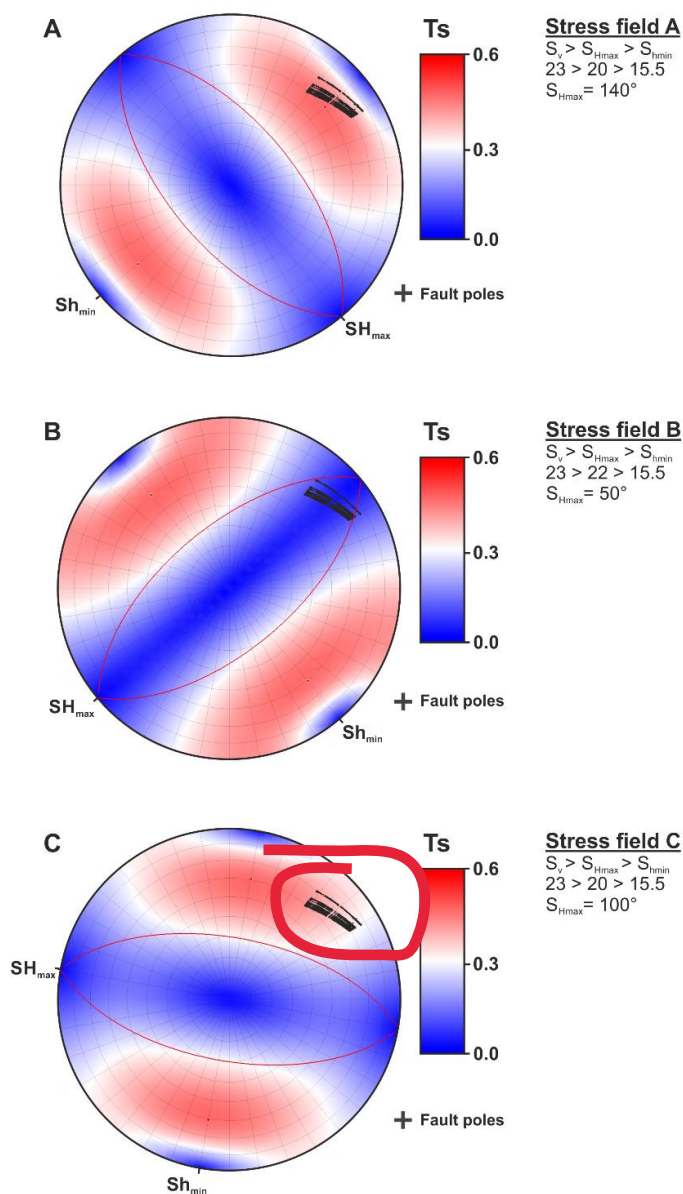 A
Ts
0.6
0.3
0.0
Stress field A
Sv > SHmax > Shmin
23 > 20 > 15.5
SHmax = 140°
Shmin
SHmax
+ Fault poles
B
Ts
0.6
0.3
0.0
Stress field B
Sv > SHmax > Shmin
23 > 22 > 15.5
SHmax = 50°
SHmax
Shmin
+ Fault poles
C
Ts
0.6
0.3
0.0
Stress field C
Sv > SHmax > Shmin
23 > 20 > 15.5
SHmax = 100°
SHmax
Shmin
+ Fault poles